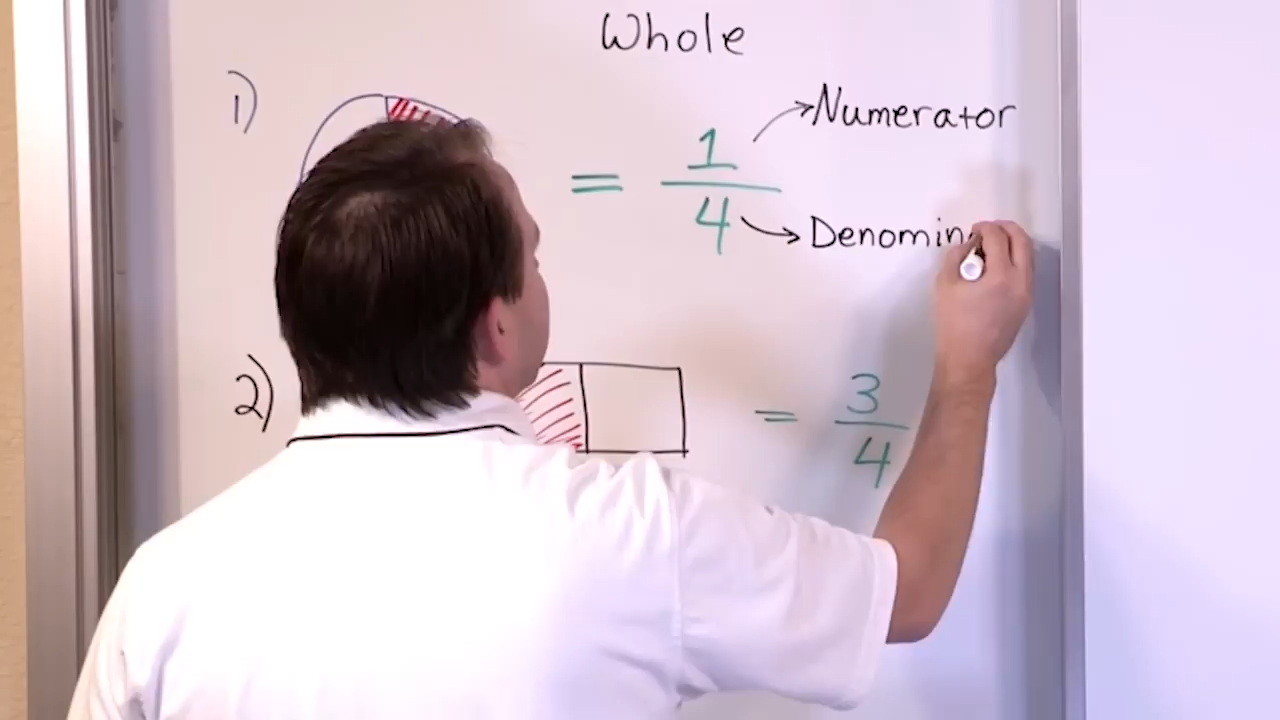 Whole
1)
= 1/4
Numerator
Denomin
2)
= 3/4